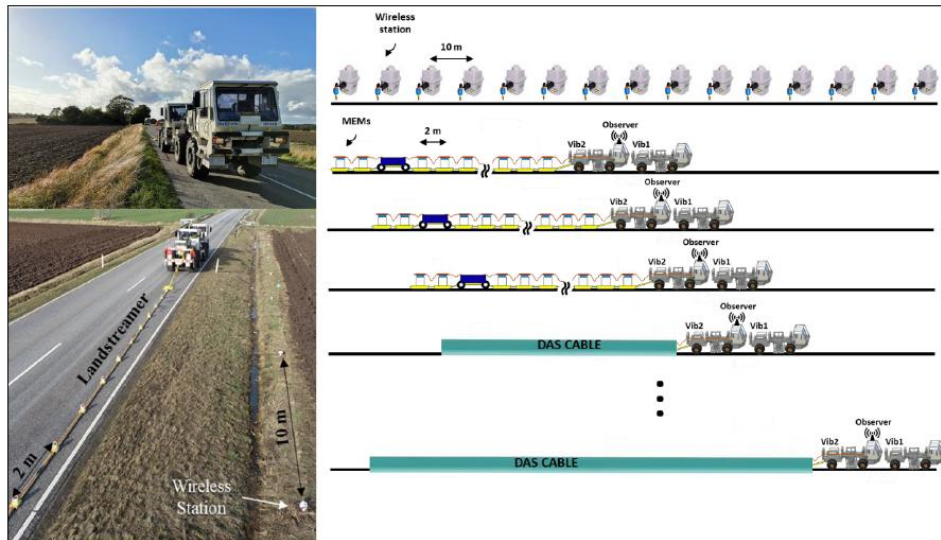 Wireless
station
10 m
MEMs
2 m
Observer
Vib2
Vib1
Observer
Vib2
Vib1
Observer
Vib2
Vib1
Observer
Vib2
Vib1
DAS CABLE
Observer
Vib2
Vib1
DAS CABLE
Landstreamer
2 m
10 m
Wireless
Station